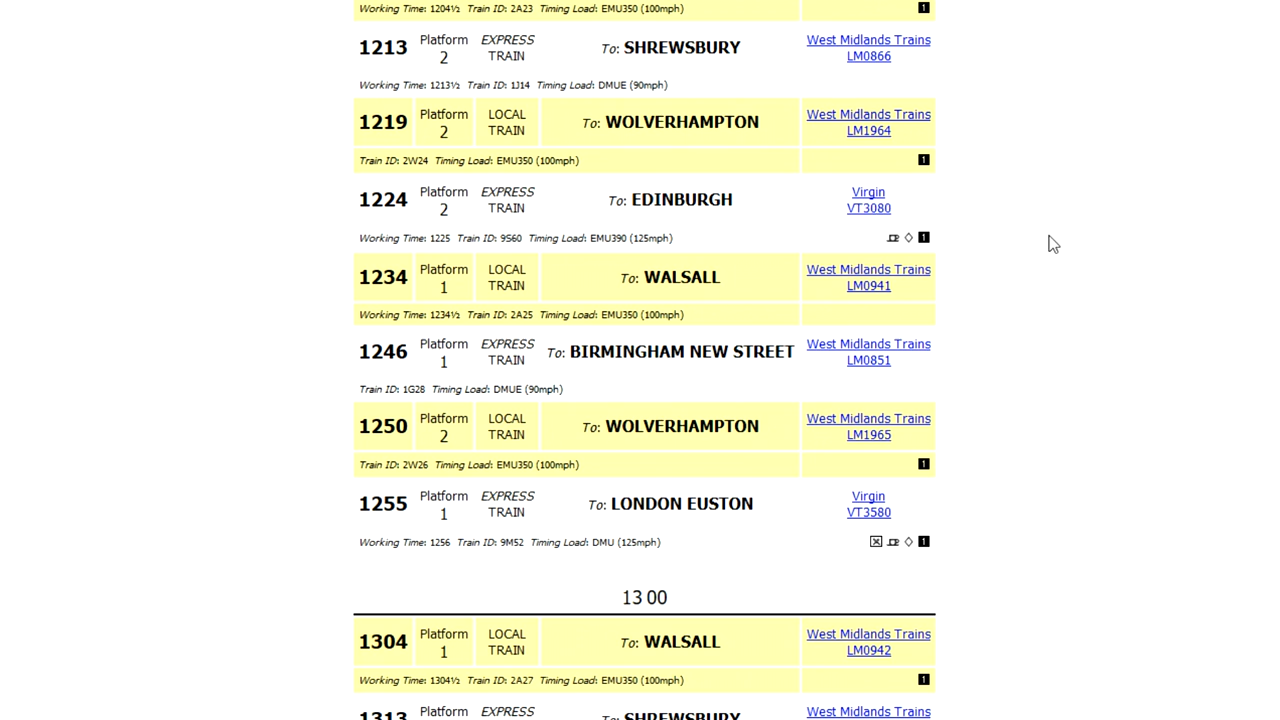 Working Time: 1204½ Train ID: 2A23 Timing Load: EMU350 (100mph) 1
1213 Platform 2 EXPRESS TRAIN To: SHREWSBURY West Midlands Trains LM0866
Working Time: 1213½ Train ID: 1J14 Timing Load: DMUE (90mph)
1219 Platform 2 LOCAL TRAIN To: WOLVERHAMPTON West Midlands Trains LM1964
Train ID: 2W24 Timing Load: EMU350 (100mph) 1
1224 Platform 2 EXPRESS TRAIN To: EDINBURGH Virgin VT3080
Working Time: 1225 Train ID: 9S60 Timing Load: EMU390 (125mph) 1
1234 Platform 1 LOCAL TRAIN To: WALSALL West Midlands Trains LM0941
Working Time: 1234½ Train ID: 2A25 Timing Load: EMU350 (100mph)
1246 Platform 1 EXPRESS TRAIN To: BIRMINGHAM NEW STREET West Midlands Trains LM0851
Train ID: 1G28 Timing Load: DMUE (90mph)
1250 Platform 2 LOCAL TRAIN To: WOLVERHAMPTON West Midlands Trains LM1965
Train ID: 2W26 Timing Load: EMU350 (100mph) 1
1255 Platform 1 EXPRESS TRAIN To: LONDON EUSTON Virgin VT3580
Working Time: 1256 Train ID: 9M52 Timing Load: DMU (125mph) 1
13 00
1304 Platform 1 LOCAL TRAIN To: WALSALL West Midlands Trains LM0942
Working Time: 1304½ Train ID: 2A27 Timing Load: EMU350 (100mph) 1
1313 Platform EXPRESS To: SHREWSBURY West Midlands Trains